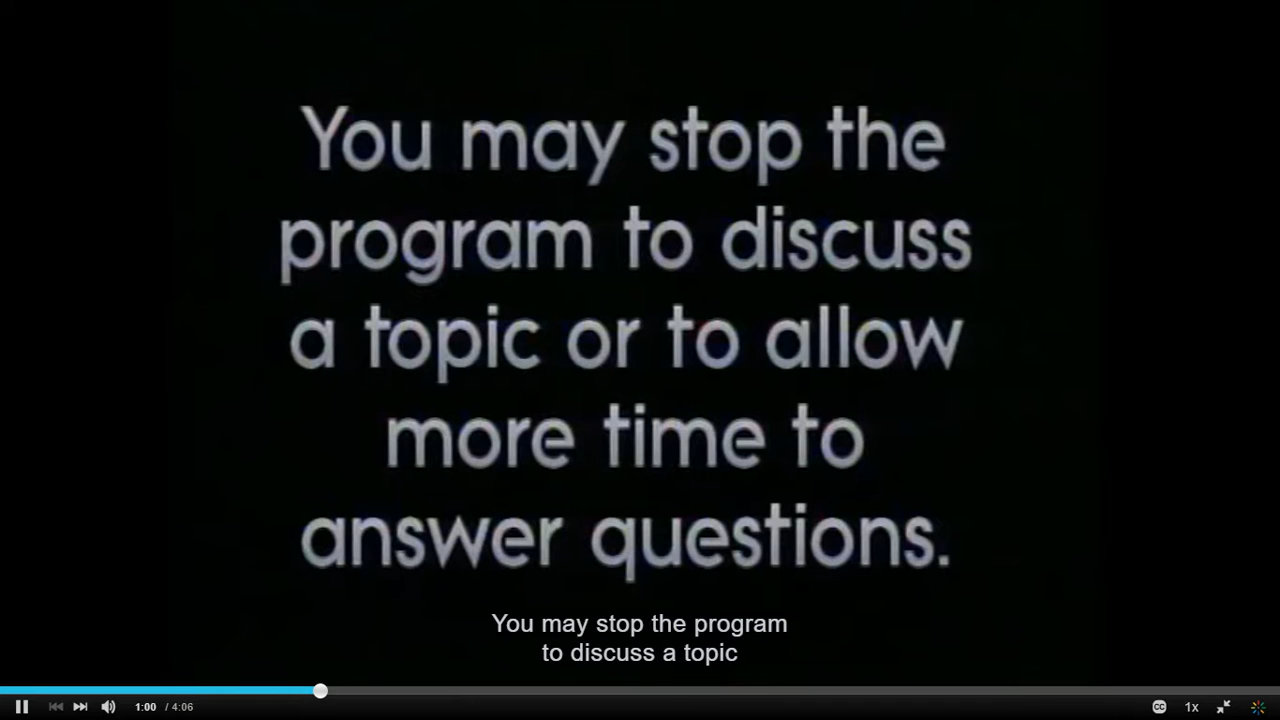 You may stop the
program to discuss
a topic or to allow
more time to
answer questions.
You may stop the program
to discuss a topic
1:00 / 4:06
CC
1x